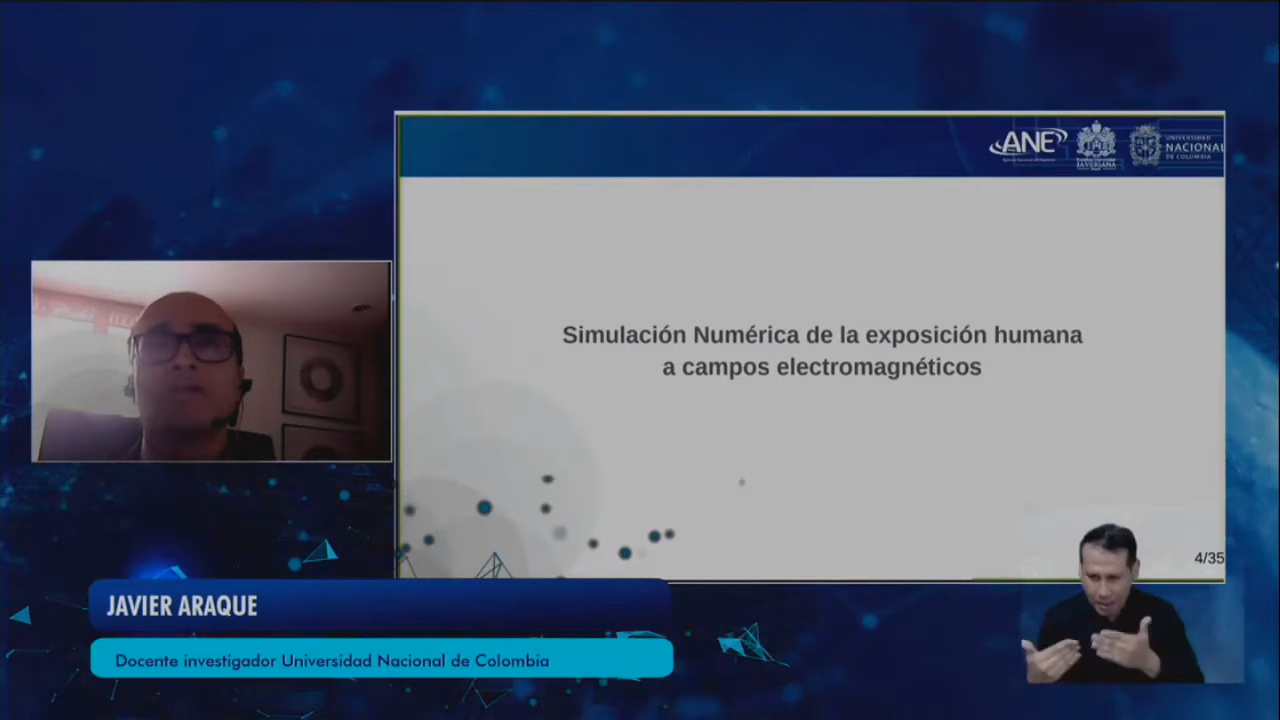 ANE
JAVERIANA
UNIVERSIDAD
NACIONAL
DE COLOMBIA
Simulación Numérica de la exposición humana
a campos electromagnéticos
4/35
JAVIER ARAQUE
Docente investigador Universidad Nacional de Colombia